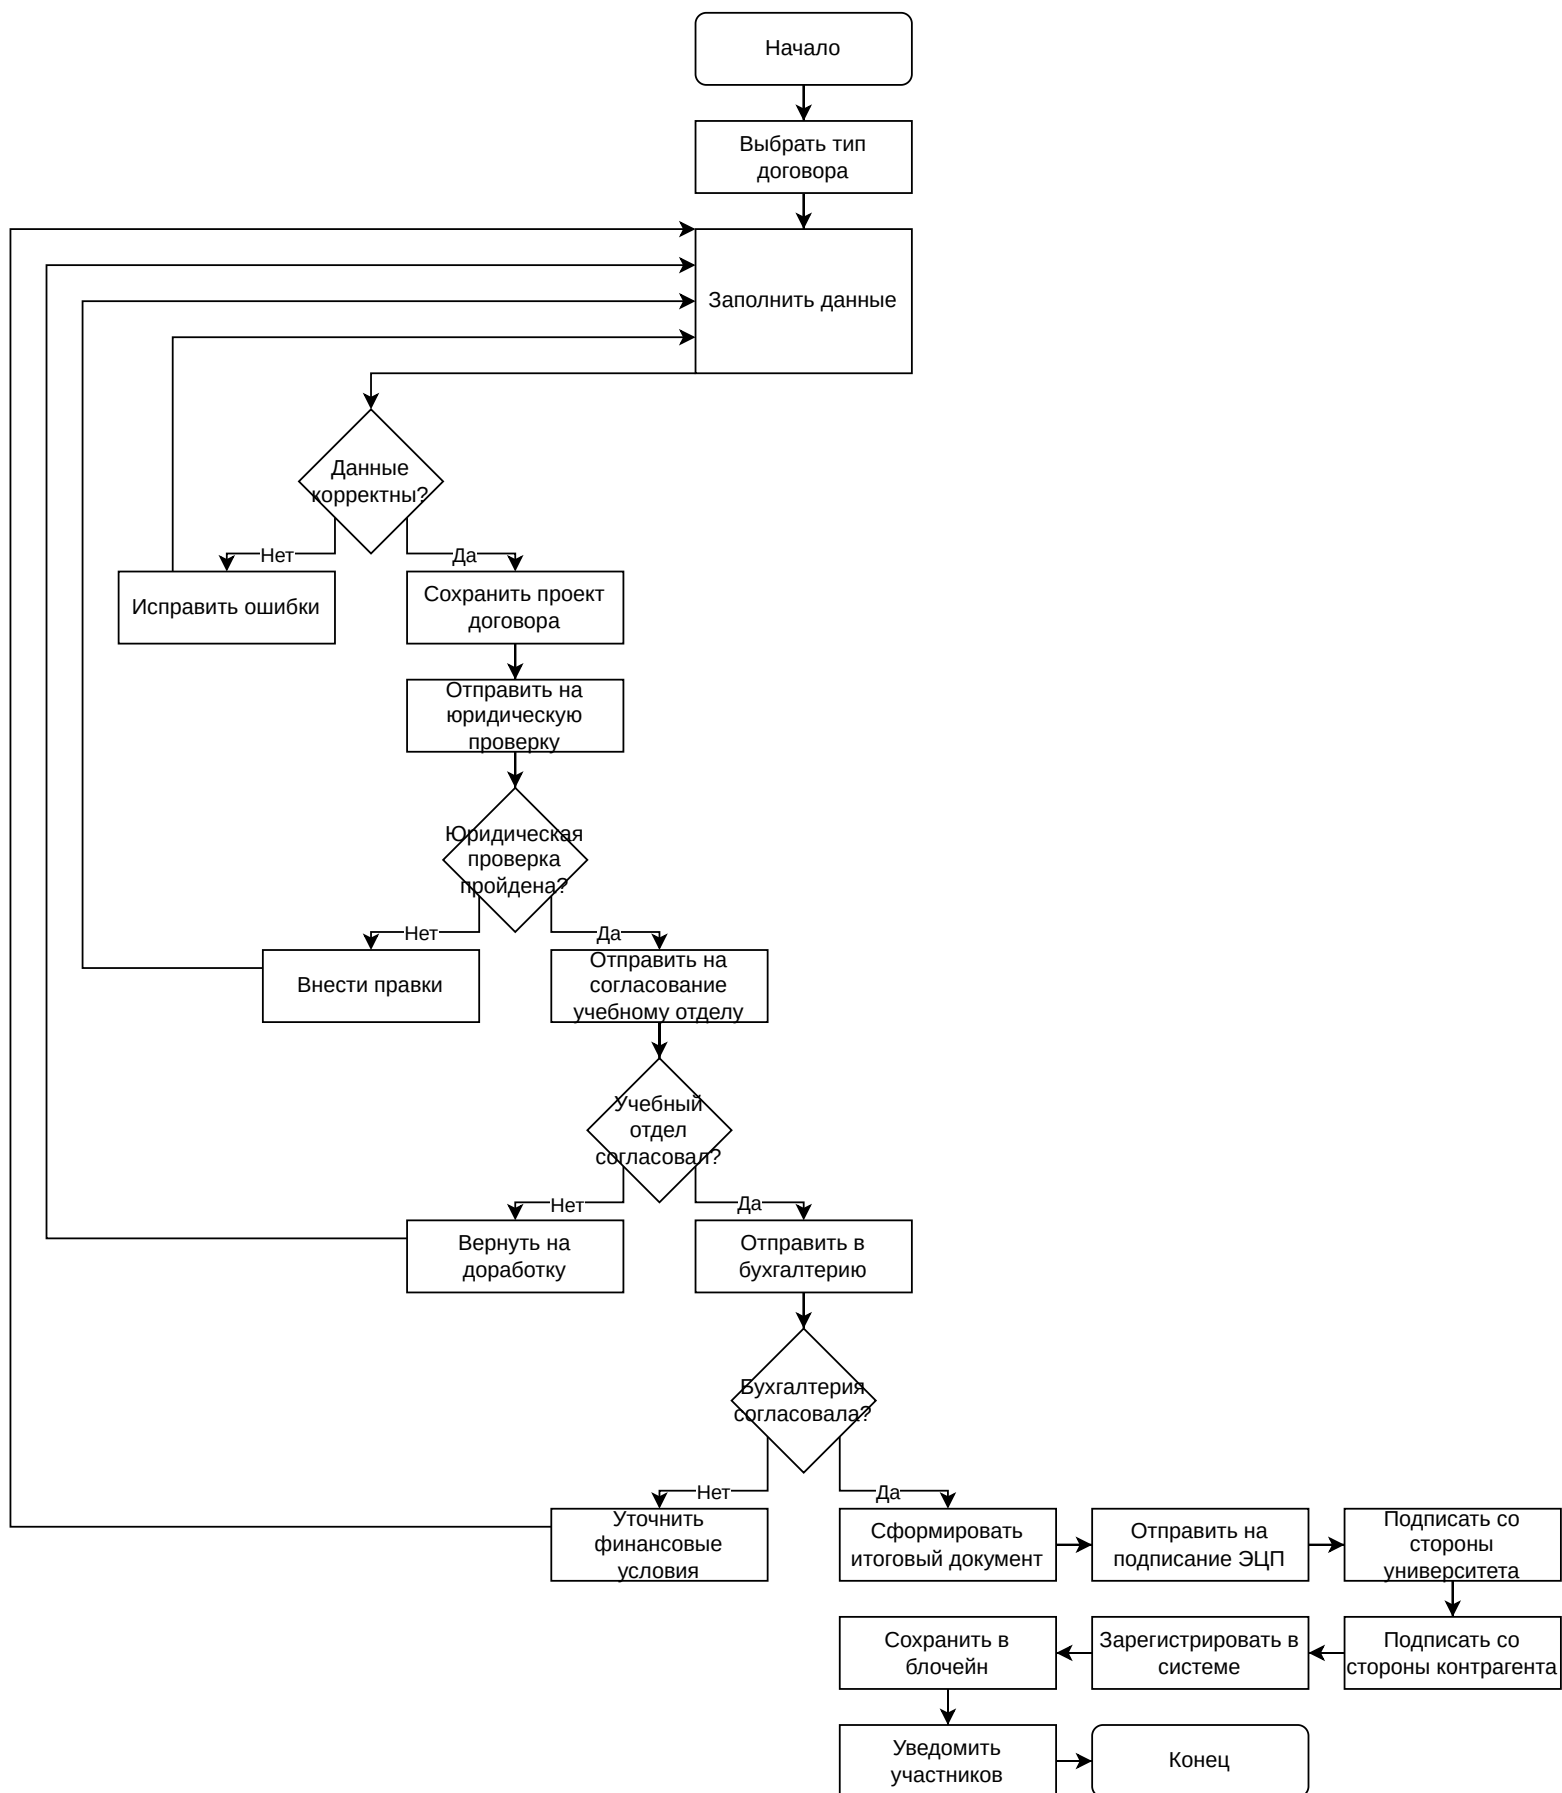 Начало
Выбрать тип
договора
Заполнить данные
Данные
корректны?
Нет
Да
Исправить ошибки
Сохранить проект
договора
Отправить на
юридическую
проверку
Юридическая
проверка
пройдена?
Нет
Да
Внести правки
Отправить на
согласование
учебному отделу
Учебный
отдел
согласовал?
Нет
Да
Вернуть на
доработку
Отправить в
бухгалтерию
Бухгалтерия
согласовала?
Нет
Да
Уточнить
финансовые
условия
Сформировать
итоговый документ
Отправить на
подписание ЭЦП
Подписать со
стороны
университета
Сохранить в
блочейн
Зарегистрировать в
системе
Подписать со
стороны контрагента
Уведомить
участников
Конец